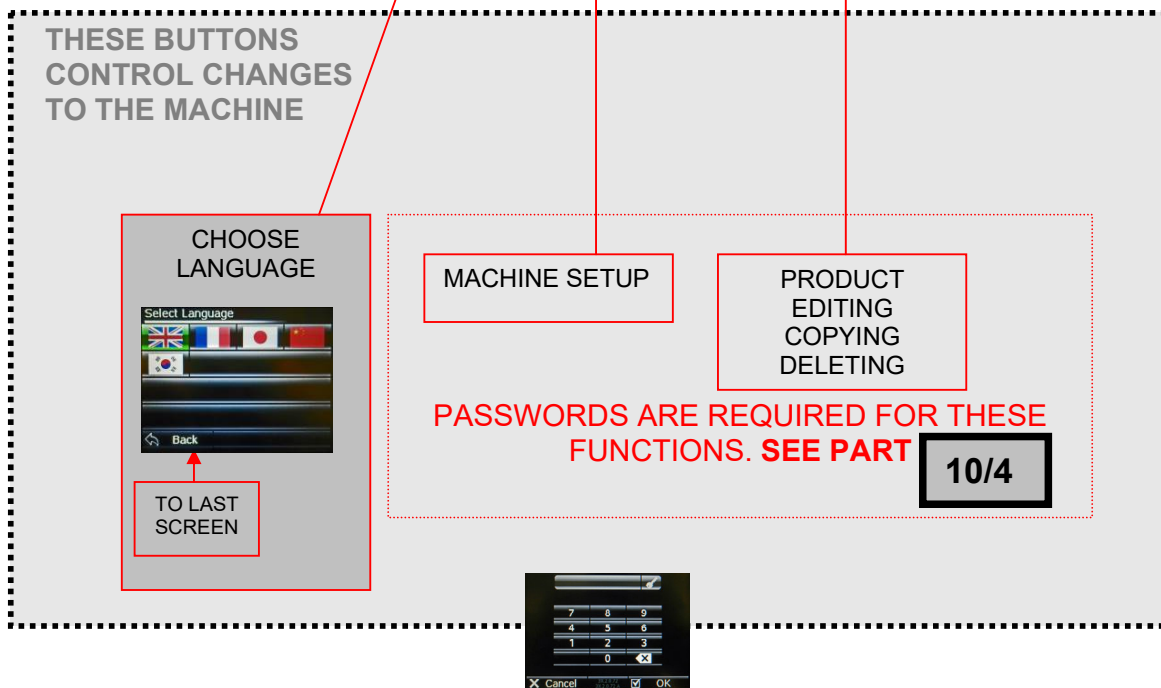 THESE BUTTONS
CONTROL CHANGES
TO THE MACHINE
CHOOSE
LANGUAGE
Select Language
Back
TO LAST
SCREEN
MACHINE SETUP
PRODUCT
EDITING
COPYING
DELETING
PASSWORDS ARE REQUIRED FOR THESE
FUNCTIONS. SEE PART
10/4
7 8 9
4 5 6
1 2 3
0
Cancel OK